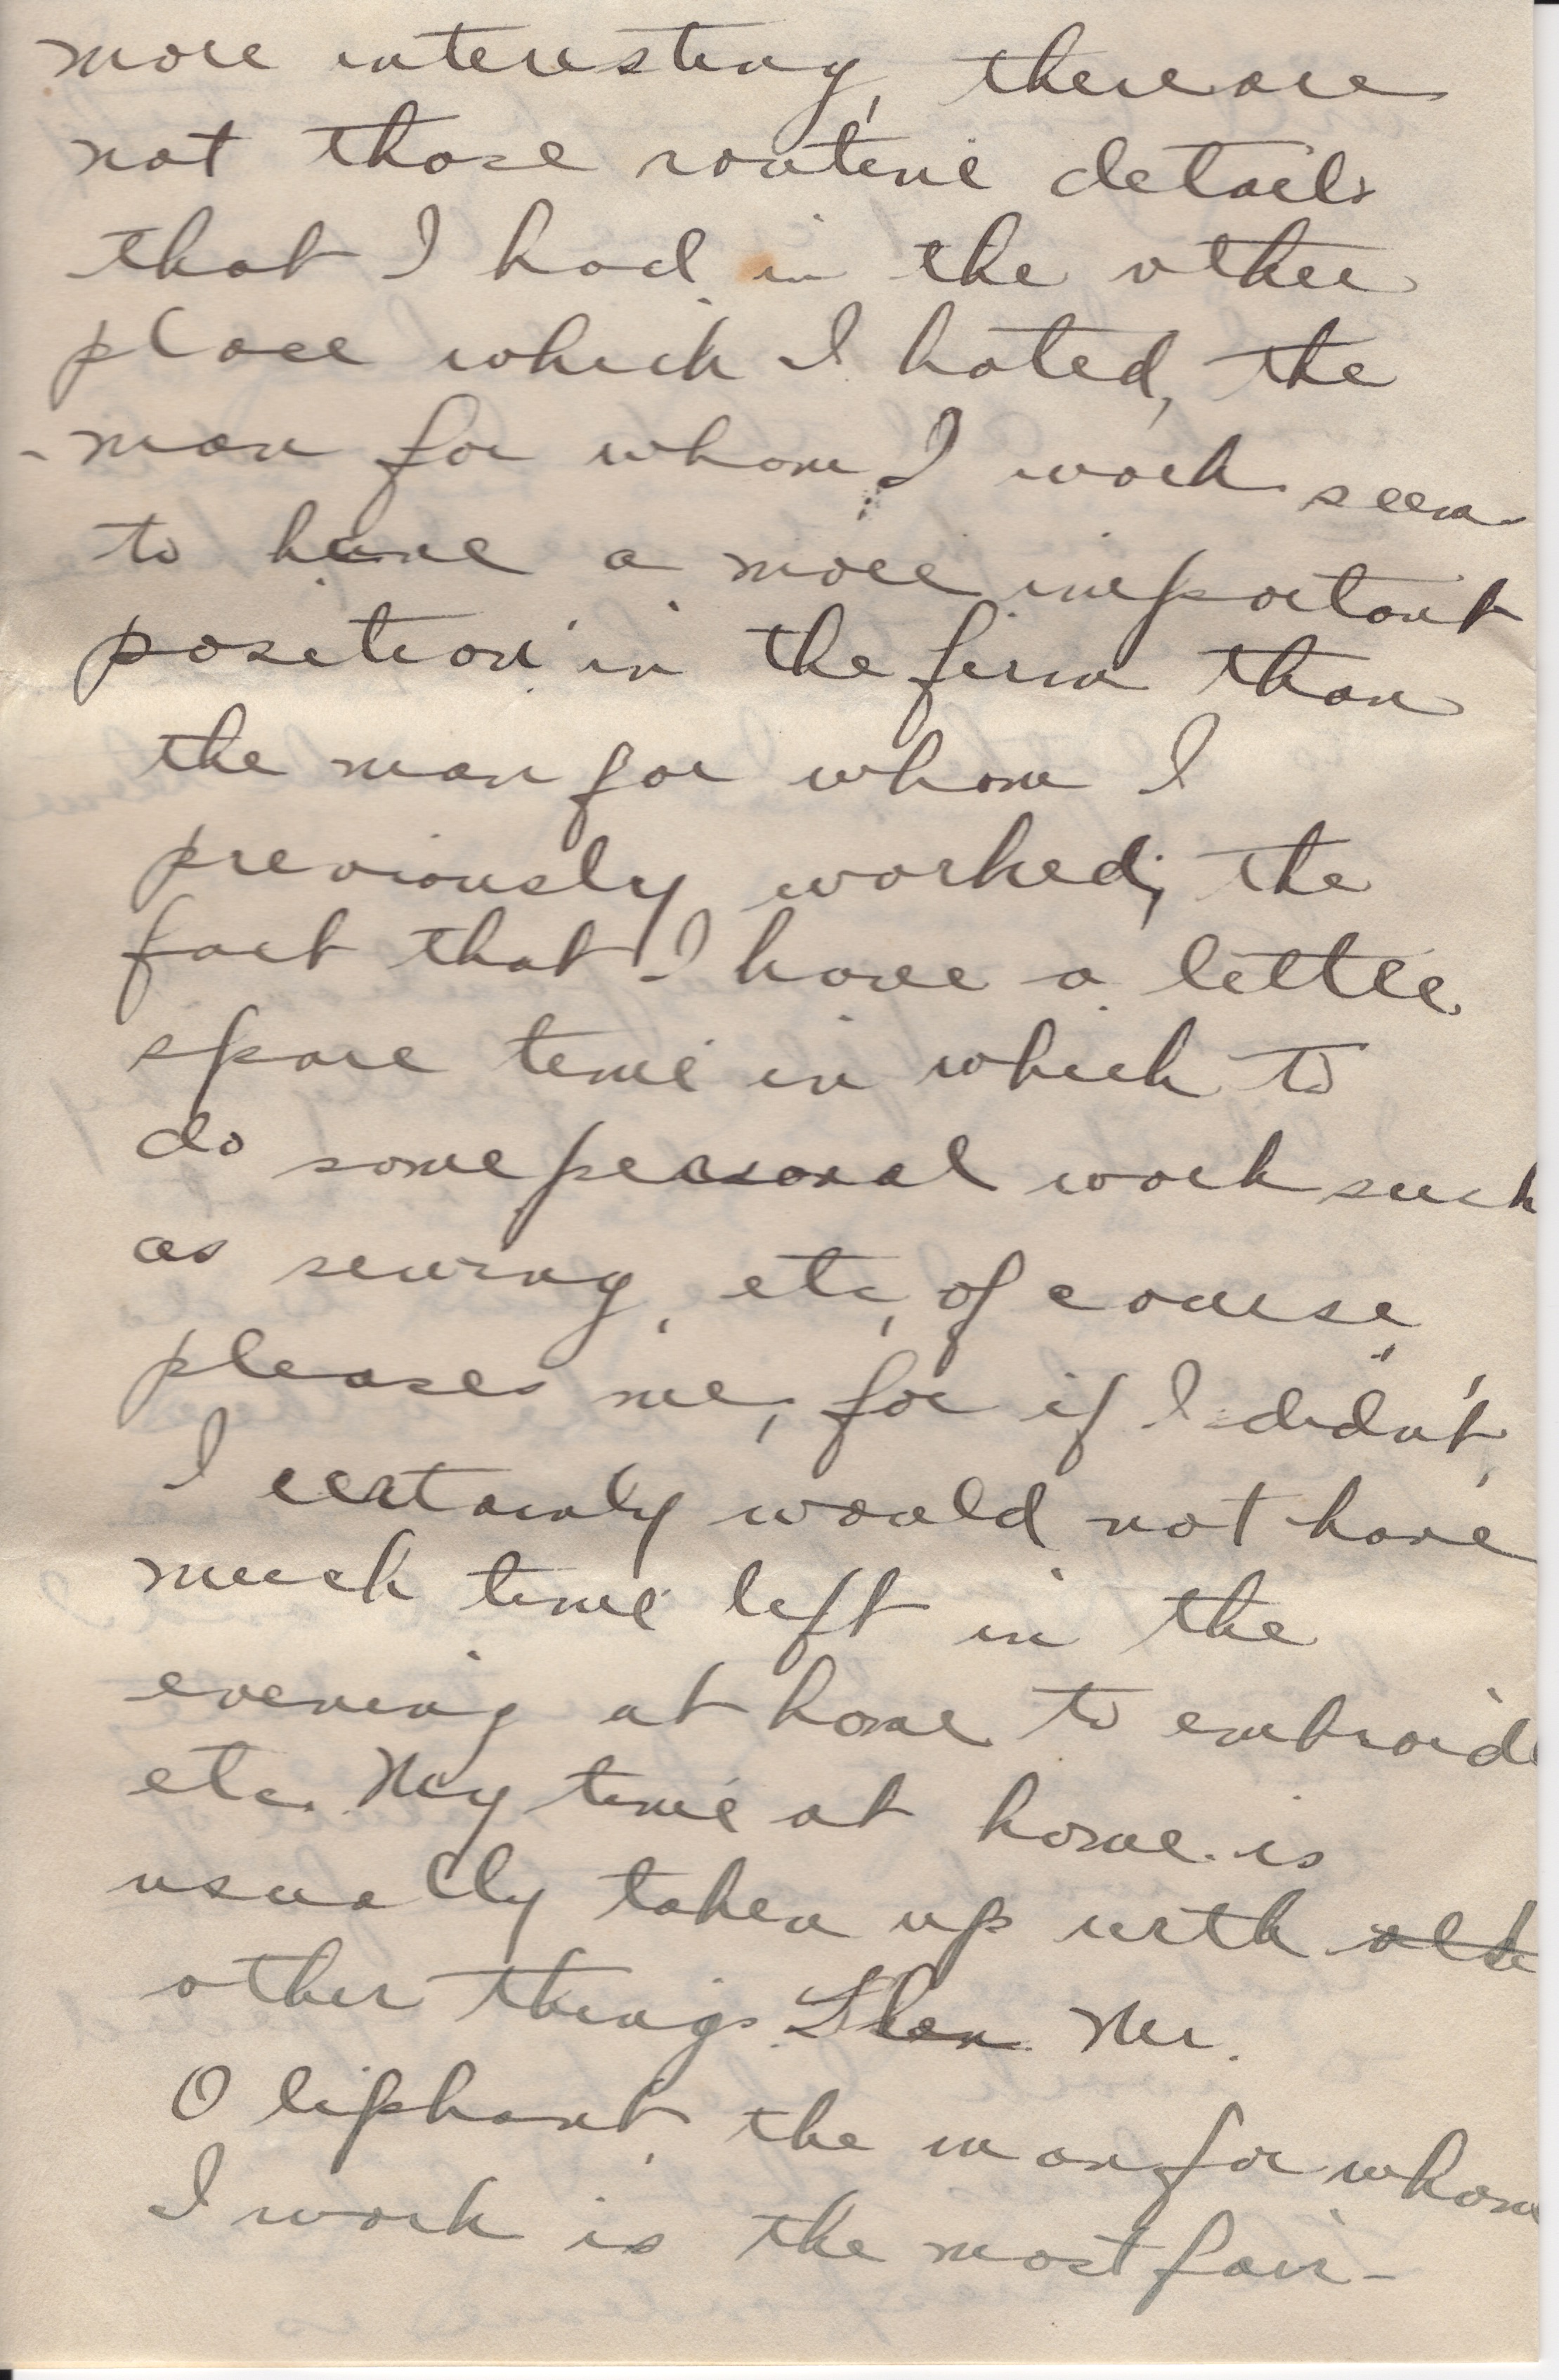 more interesting, there are
not those routine details
that I had in the other
place which I hated, the
man for whom I work seems
to have a more important
position in the firm than
the man for whom I
previously worked; the
fact that I have a little
spare time in which to
do some personal work such
as sewing, etc, of course,
pleases me, for if I didn't,
I certainly would not have
much time left in the
evening at home to embroide
etc. My time at home is
usually taken up with
other things. Then Mr.
Oliphant, the man for whom
I work is the most fair-